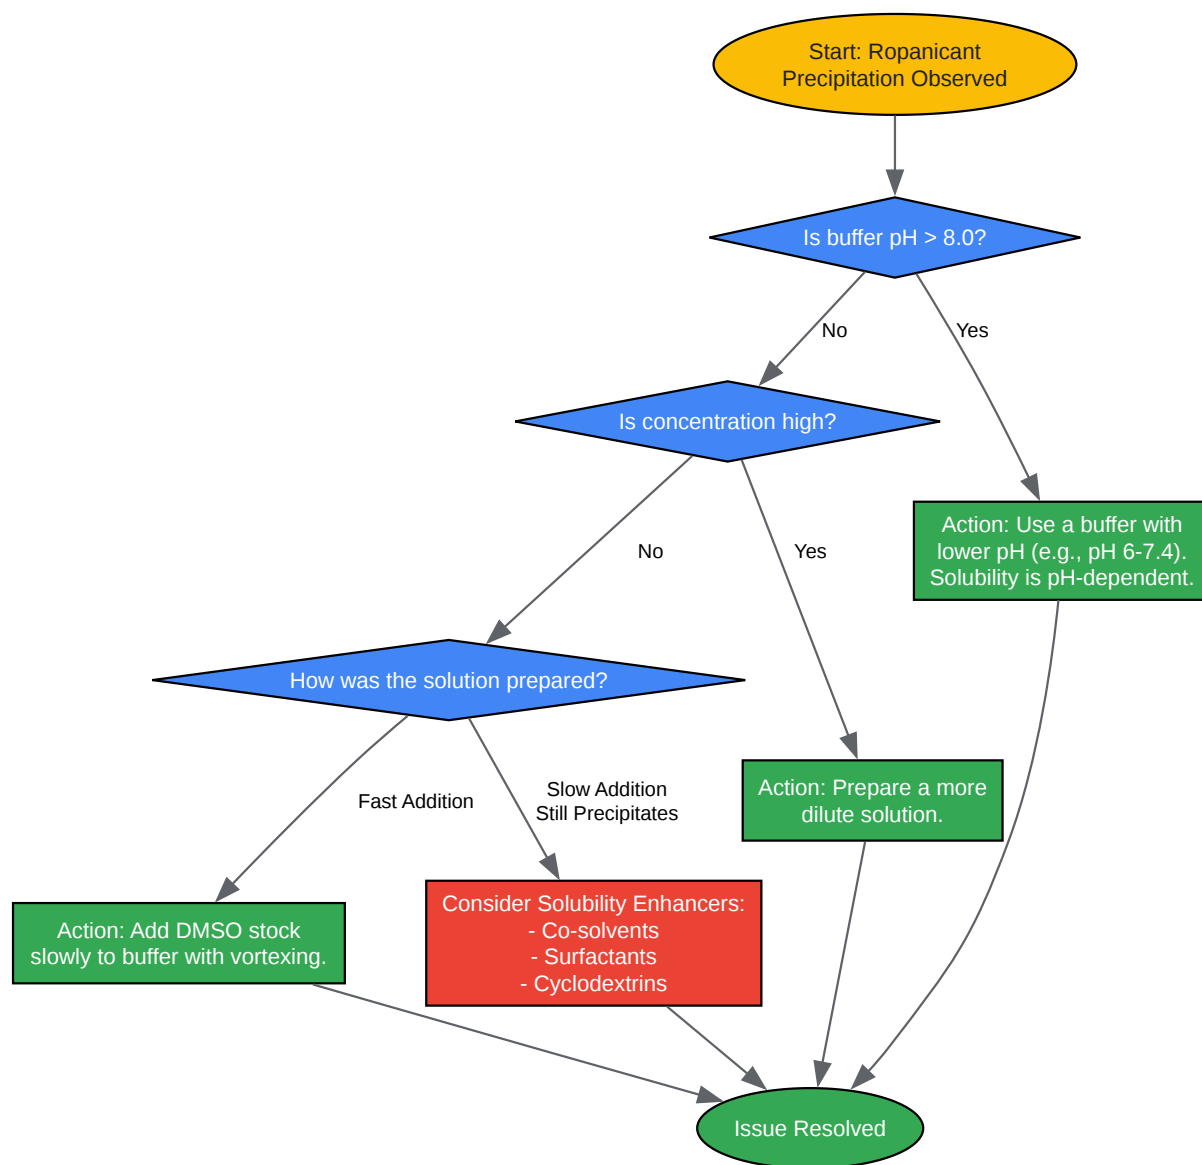 Start: Ropanicant
Precipitation Observed
Is buffer pH > 8.0?
No
Yes
Is concentration high?
No
Yes
Action: Use a buffer with
lower pH (e.g., pH 6-7.4).
Solubility is pH-dependent.
How was the solution prepared?
Fast Addition
Slow Addition
Still Precipitates
Action: Prepare a more
dilute solution.
Action: Add DMSO stock
slowly to buffer with vortexing.
Consider Solubility Enhancers:
- Co-solvents
- Surfactants
- Cyclodextrins
Issue Resolved